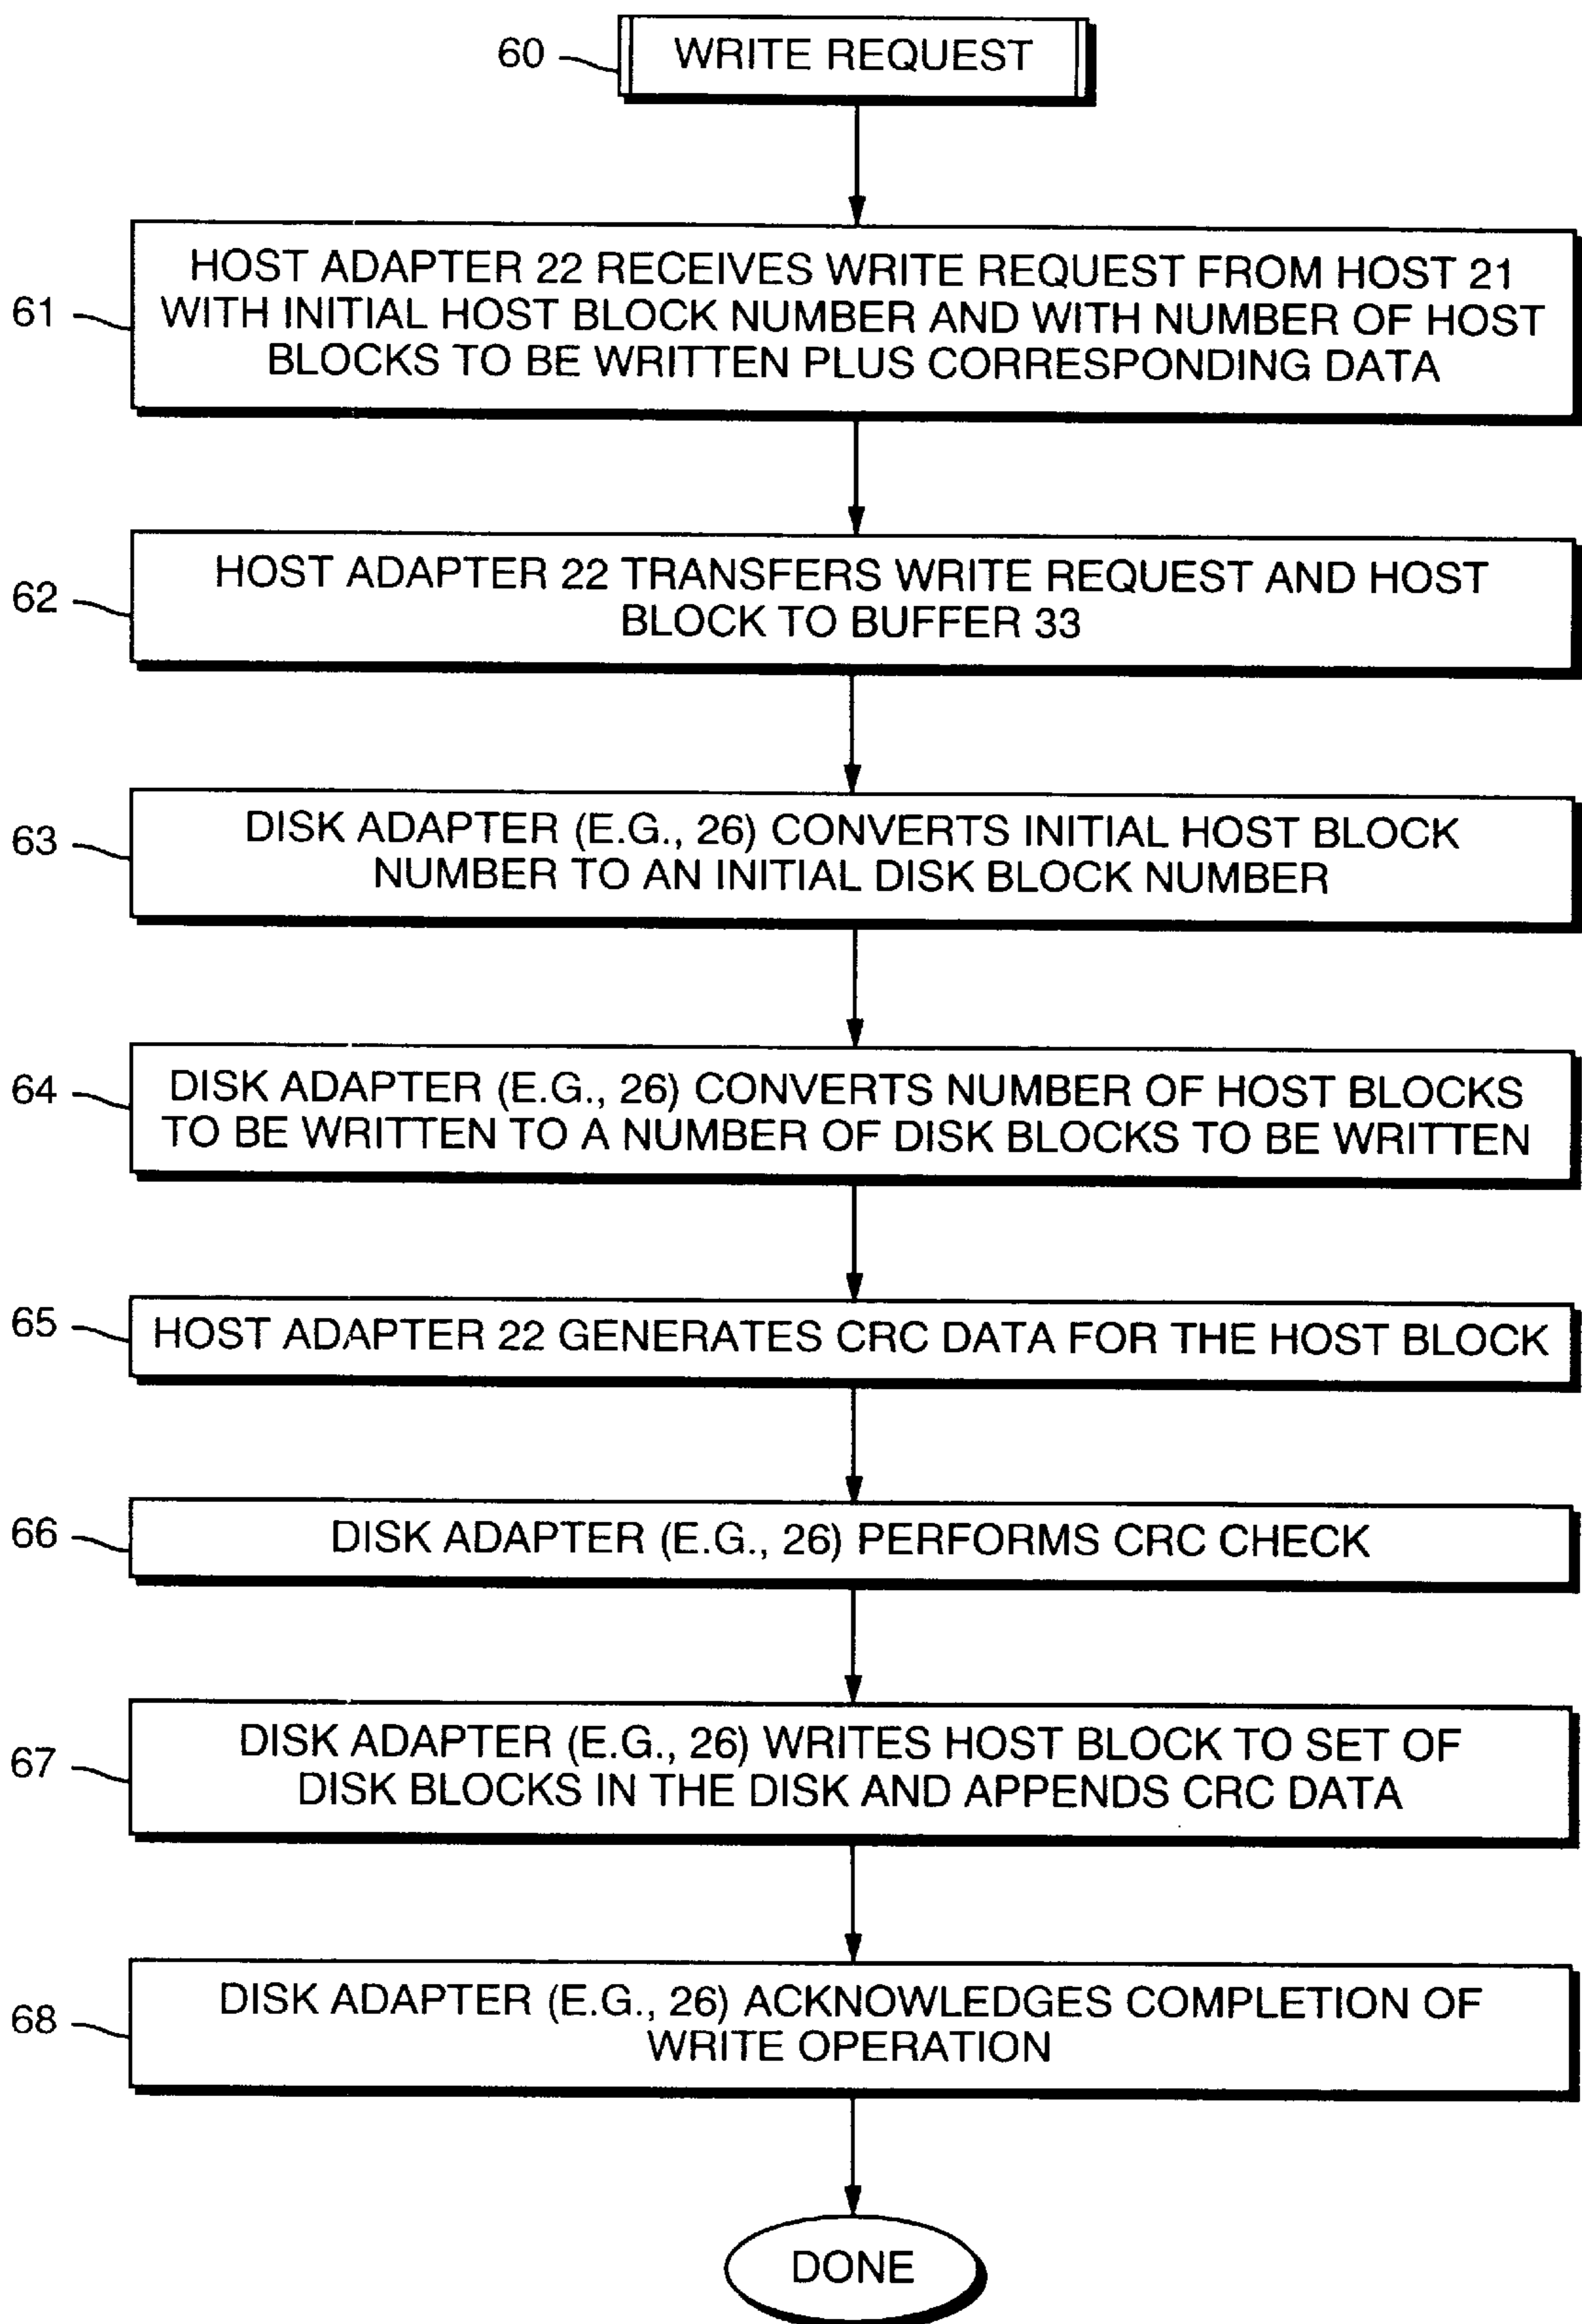 60
WRITE REQUEST
61
HOST ADAPTER 22 RECEIVES WRITE REQUEST FROM HOST 21
WITH INITIAL HOST BLOCK NUMBER AND WITH NUMBER OF HOST
BLOCKS TO BE WRITTEN PLUS CORRESPONDING DATA
62
HOST ADAPTER 22 TRANSFERS WRITE REQUEST AND HOST
BLOCK TO BUFFER 33
63
DISK ADAPTER (E.G., 26) CONVERTS INITIAL HOST BLOCK
NUMBER TO AN INITIAL DISK BLOCK NUMBER
64
DISK ADAPTER (E.G., 26) CONVERTS NUMBER OF HOST BLOCKS
TO BE WRITTEN TO A NUMBER OF DISK BLOCKS TO BE WRITTEN
65
HOST ADAPTER 22 GENERATES CRC DATA FOR THE HOST BLOCK
66
DISK ADAPTER (E.G., 26) PERFORMS CRC CHECK
67
DISK ADAPTER (E.G., 26) WRITES HOST BLOCK TO SET OF
DISK BLOCKS IN THE DISK AND APPENDS CRC DATA
68
DISK ADAPTER (E.G., 26) ACKNOWLEDGES COMPLETION OF
WRITE OPERATION
DONE